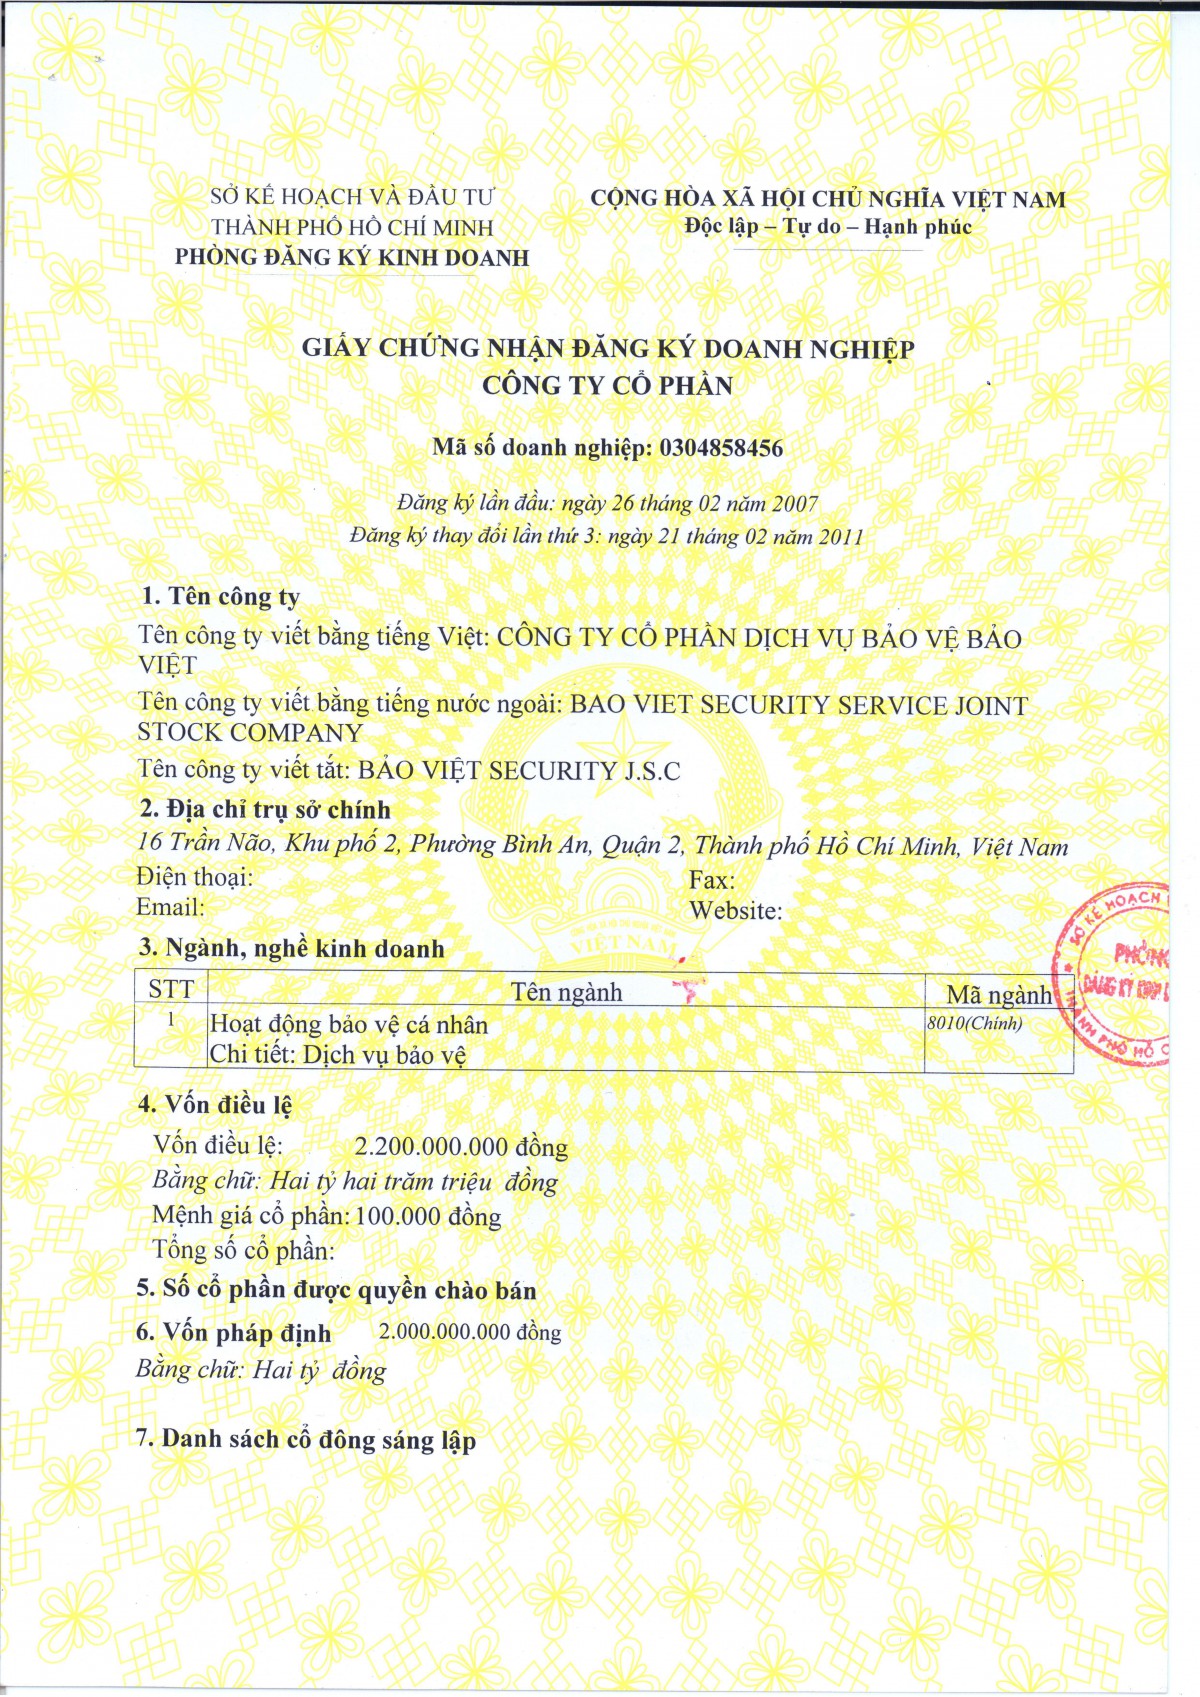 SỞ KẾ HOẠCH VÀ ĐẦU TƯ
THÀNH PHỐ HỒ CHÍ MINH
PHÒNG ĐĂNG KÝ KINH DOANH
CỘNG HÒA XÃ HỘI CHỦ NGHĨA VIỆT NAM
Độc lập – Tự do – Hạnh phúc
GIẤY CHỨNG NHẬN ĐĂNG KÝ DOANH NGHIỆP
CÔNG TY CỔ PHẦN
Mã số doanh nghiệp: 0304858456
Đăng ký lần đầu: ngày 26 tháng 02 năm 2007
Đăng ký thay đổi lần thứ 3: ngày 21 tháng 02 năm 2011
1. Tên công ty
Tên công ty viết bằng tiếng Việt: CÔNG TY CỔ PHẦN DỊCH VỤ BẢO VỆ BẢO
VIỆT
Tên công ty viết bằng tiếng nước ngoài: BAO VIET SECURITY SERVICE JOINT
STOCK COMPANY
Tên công ty viết tắt: BẢO VIỆT SECURITY J.S.C
2. Địa chỉ trụ sở chính
16 Trần Não, Khu phố 2, Phường Bình An, Quận 2, Thành phố Hồ Chí Minh, Việt Nam
Điện thoại: Fax:
Email: Website:
3. Ngành, nghề kinh doanh
STT Tên ngành Mã ngành
1 Hoạt động bảo vệ cá nhân 8010(Chính)
Chi tiết: Dịch vụ bảo vệ
SỞ KẾ HOẠCH
PHÒNG
ĐĂNG KÝ KINH
THÀNH PHỐ HỒ
4. Vốn điều lệ
Vốn điều lệ: 2.200.000.000 đồng
Bằng chữ: Hai tỷ hai trăm triệu đồng
Mệnh giá cổ phần: 100.000 đồng
Tổng số cổ phần:
5. Số cổ phần được quyền chào bán
6. Vốn pháp định 2.000.000.000 đồng
Bằng chữ: Hai tỷ đồng
7. Danh sách cổ đông sáng lập